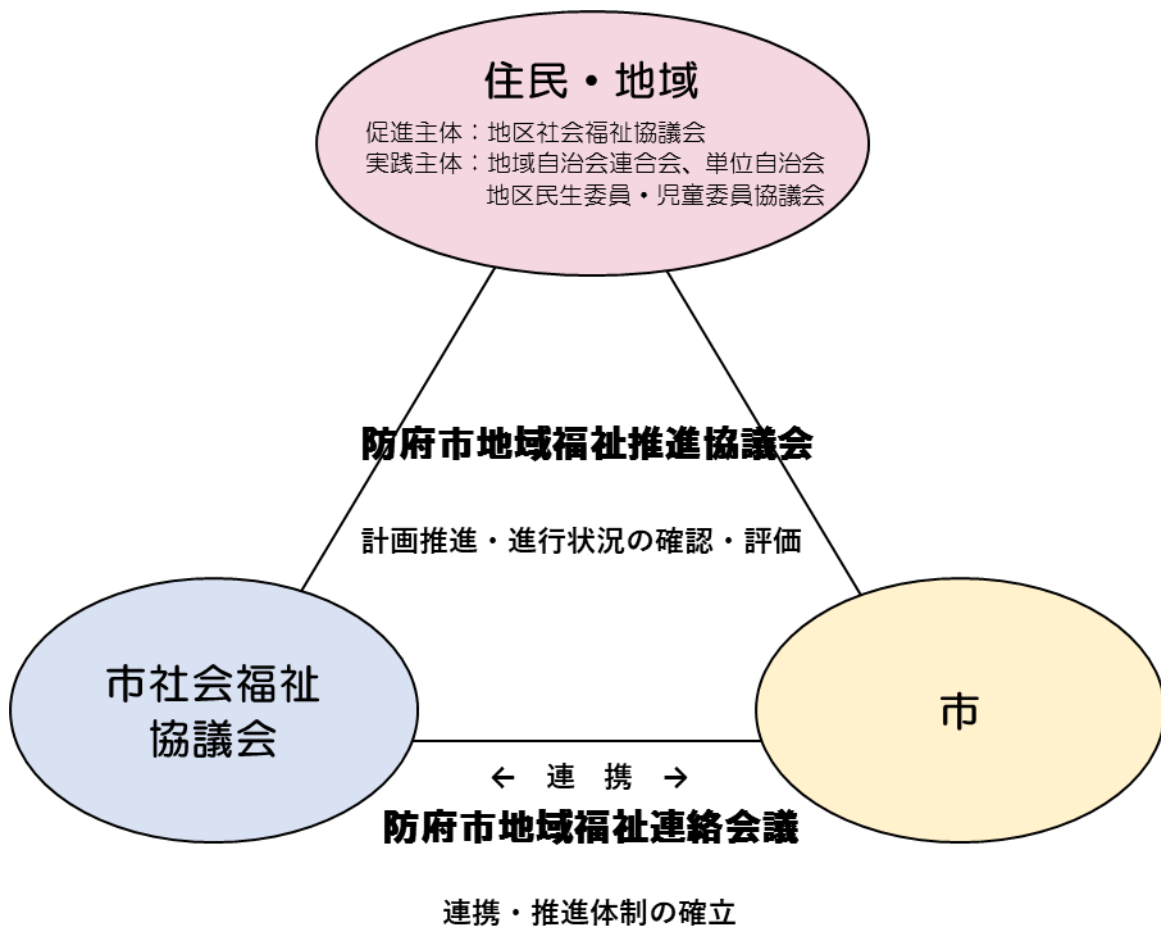 住民・地域
促進主体：地区社会福祉協議会
実践主体：地域自治会連合会、単位自治会
地区民生委員・児童委員協議会
防府市地域福祉推進協議会
計画推進・進行状況の確認・評価
市社会福祉
協議会
市
← 連 携 →
防府市地域福祉連絡会議
連携・推進体制の確立